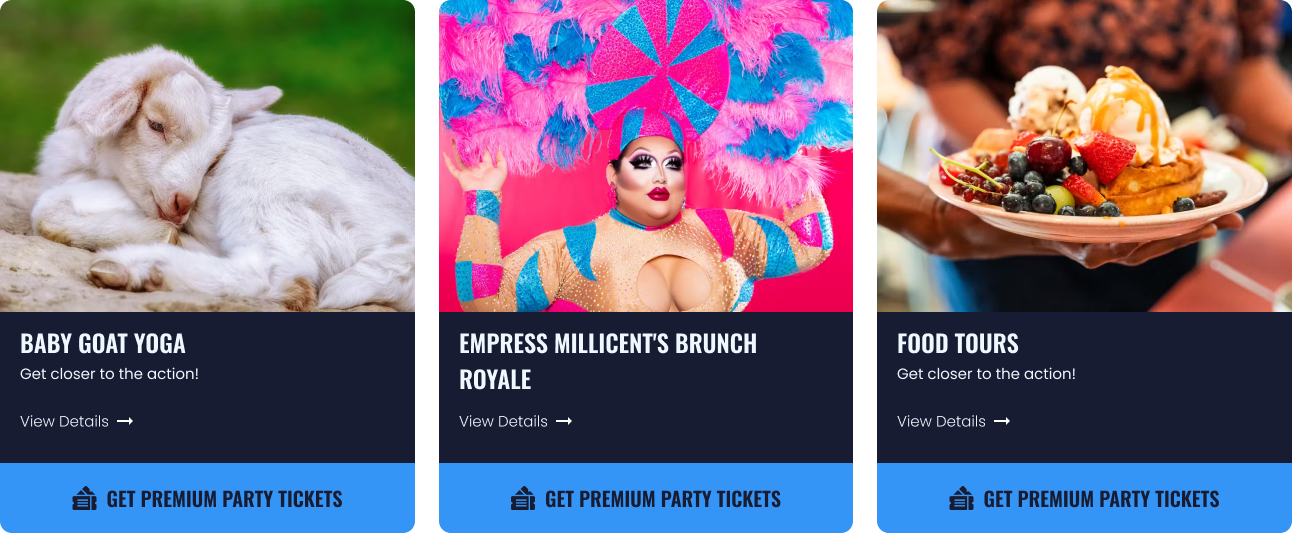 BABY GOAT YOGA
Get closer to the action!
View Details
GET PREMIUM PARTY TICKETS
EMPRESS MILLICENT'S BRUNCH
ROYALE
View Details
GET PREMIUM PARTY TICKETS
FOOD TOURS
Get closer to the action!
View Details
GET PREMIUM PARTY TICKETS